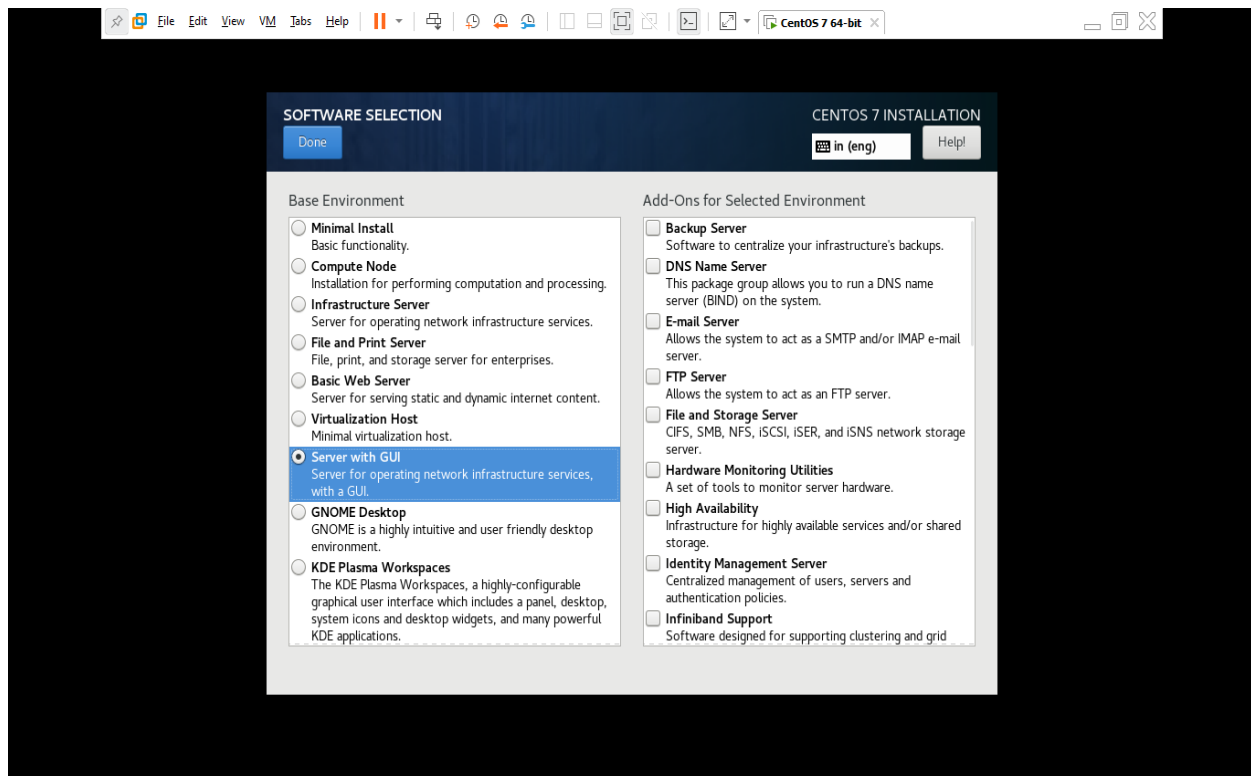 File Edit View VM Tabs Help CentOS 7 64-bit
SOFTWARE SELECTION
Done
CENTOS 7 INSTALLATION
in (eng)
Help!
Base Environment
Minimal Install
Basic functionality.
Compute Node
Installation for performing computation and processing.
Infrastructure Server
Server for operating network infrastructure services.
File and Print Server
File, print, and storage server for enterprises.
Basic Web Server
Server for serving static and dynamic internet content.
Virtualization Host
Minimal virtualization host.
Server with GUI
Server for operating network infrastructure services,
with a GUI.
GNOME Desktop
GNOME is a highly intuitive and user friendly desktop
environment.
KDE Plasma Workspaces
The KDE Plasma Workspaces, a highly-configurable
graphical user interface which includes a panel, desktop,
system icons and desktop widgets, and many powerful
KDE applications.
Add-Ons for Selected Environment
Backup Server
Software to centralize your infrastructure's backups.
DNS Name Server
This package group allows you to run a DNS name
server (BIND) on the system.
E-mail Server
Allows the system to act as a SMTP and/or IMAP e-mail
server.
FTP Server
Allows the system to act as an FTP server.
File and Storage Server
CIFS, SMB, NFS, iSCSI, iSER, and iSNS network storage
server.
Hardware Monitoring Utilities
A set of tools to monitor server hardware.
High Availability
Infrastructure for highly available services and/or shared
storage.
Identity Management Server
Centralized management of users, servers and
authentication policies.
Infiniband Support
Software designed for supporting clustering and grid